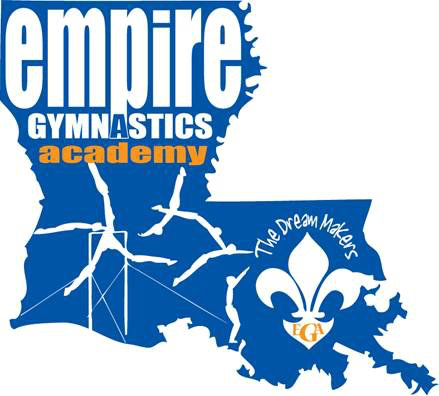 empire
GYMNASTICS
academy
The Dream Makers
EGA